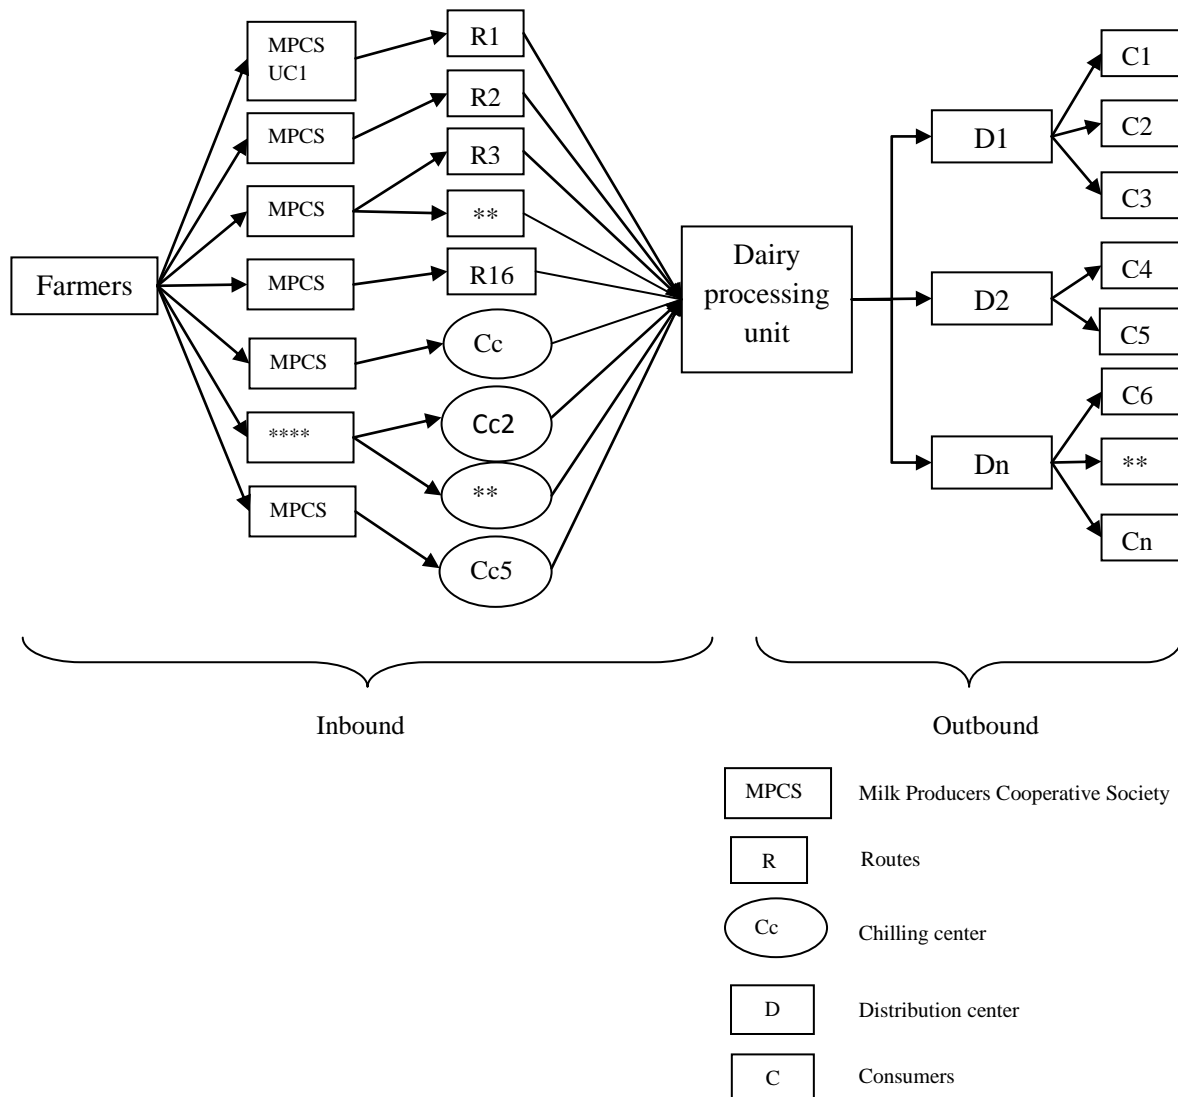 Farmers
MPCS
UC1
MPCS
MPCS
MPCS
MPCS
****
MPCS
R1
R2
R3
**
R16
Cc
Cc2
**
Cc5
Dairy
processing
unit
D1
D2
Dn
C1
C2
C3
C4
C5
C6
**
Cn
Inbound
Outbound
MPCS Milk Producers Cooperative Society
R Routes
Cc Chilling center
D Distribution center
C Consumers